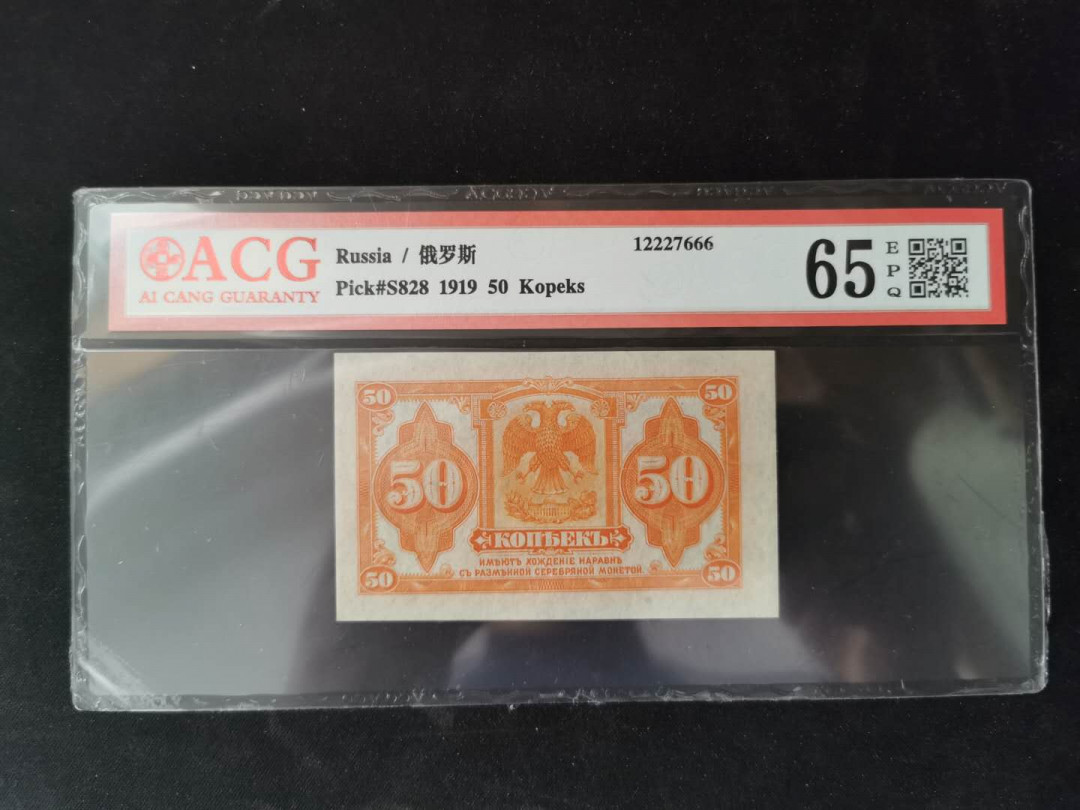 ACG
AI CANG GUARANTY
Russia / 俄罗斯
12227666
Pick#S828 1919 50 Kopeks
65
E
P
Q
50
50
50
50
КОПѢЕКЪ
ИМѢЮТЪ ХОЖДЕНІЕ НАРАВНѢ
СЪ РАЗМѢННОЙ СЕРЕБРЯНОЙ МОНЕТОЙ
50
50